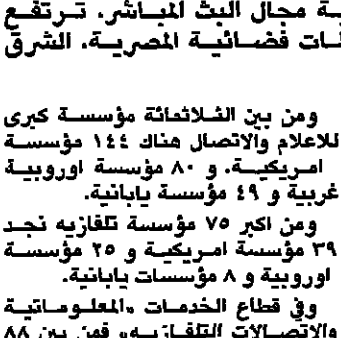 ية مجال البث المباشر. ترتفع
ات فضائية المصرية. الشرق
ومن بين الثلاثمائة مؤسسة كبرى
للاعلام والاتصال هناك ١٤٤ مؤسسة
امريكية. و ٨٠ مؤسسة اوروبية
غربية و ٤٩ مؤسسة يابانية.
ومن اكبر ٧٥ مؤسسة تلفازيه نجد
٣٩ مؤسسة امريكية و ٢٥ مؤسسة
اوروبية و ٨ مؤسسات يابانية.
وفي قطاع الخدمات «المعلوماتية
والاتصالات التلفازيه» فمن بين ٨٨